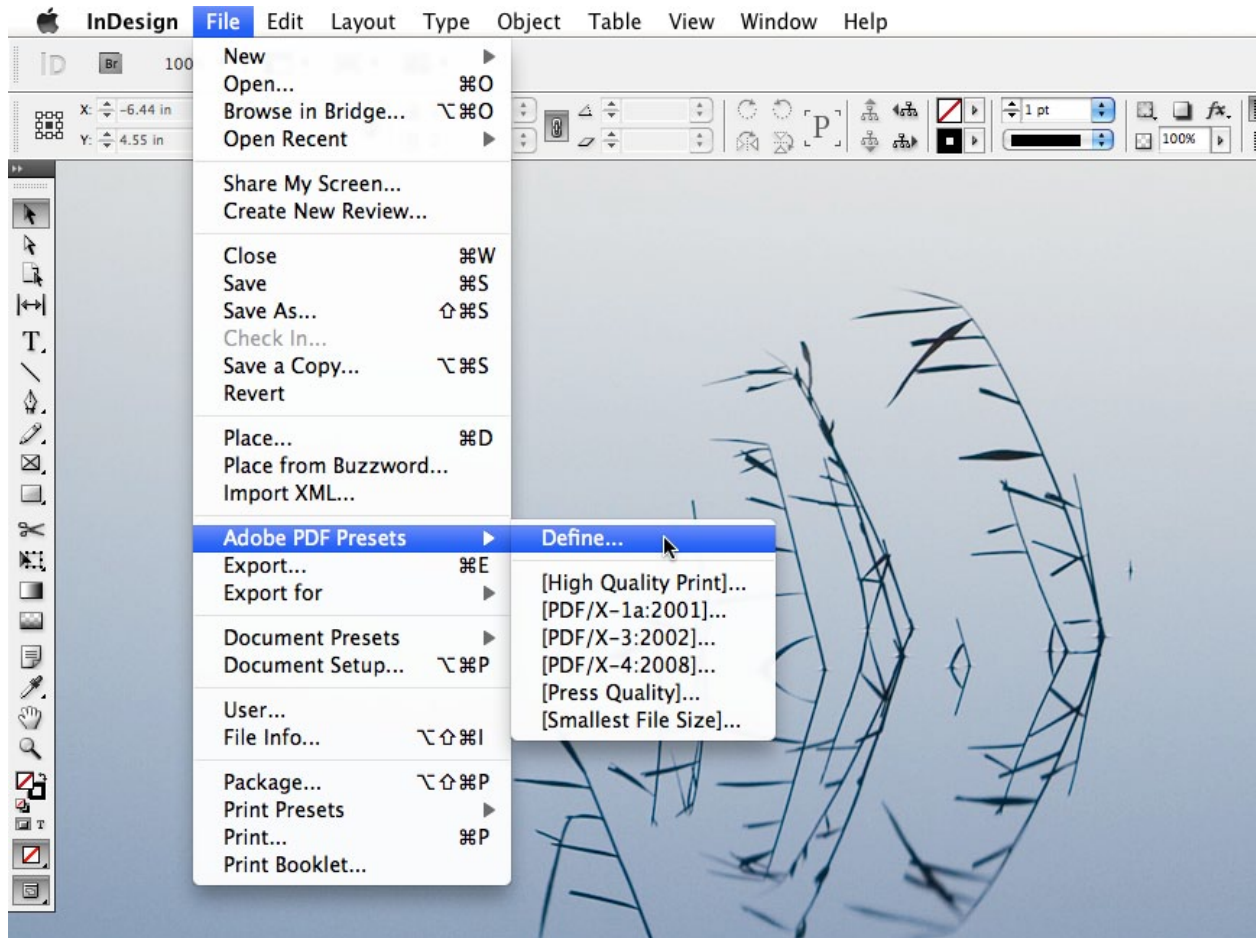 InDesign File Edit Layout Type Object Table View Window Help
Br 100
New
Open... ⌘O
Browse in Bridge... ⌥⌘O
Open Recent
X: -6.44 in
Y: 4.55 in
1 pt
100%
P
fx.
Share My Screen...
Create New Review...
Close ⌘W
Save ⌘S
Save As... ⇧⌘S
Check In...
Save a Copy... ⌥⌘S
Revert
Place... ⌘D
Place from Buzzword...
Import XML...
Adobe PDF Presets
Export... ⌘E
Export for
Define...
[High Quality Print]...
[PDF/X-1a:2001]...
[PDF/X-3:2002]...
[PDF/X-4:2008]...
[Press Quality]...
[Smallest File Size]...
Document Presets
Document Setup... ⌥⌘P
User...
File Info... ⌥⇧⌘I
Package... ⌥⇧⌘P
Print Presets
Print... ⌘P
Print Booklet...
ID
T
T